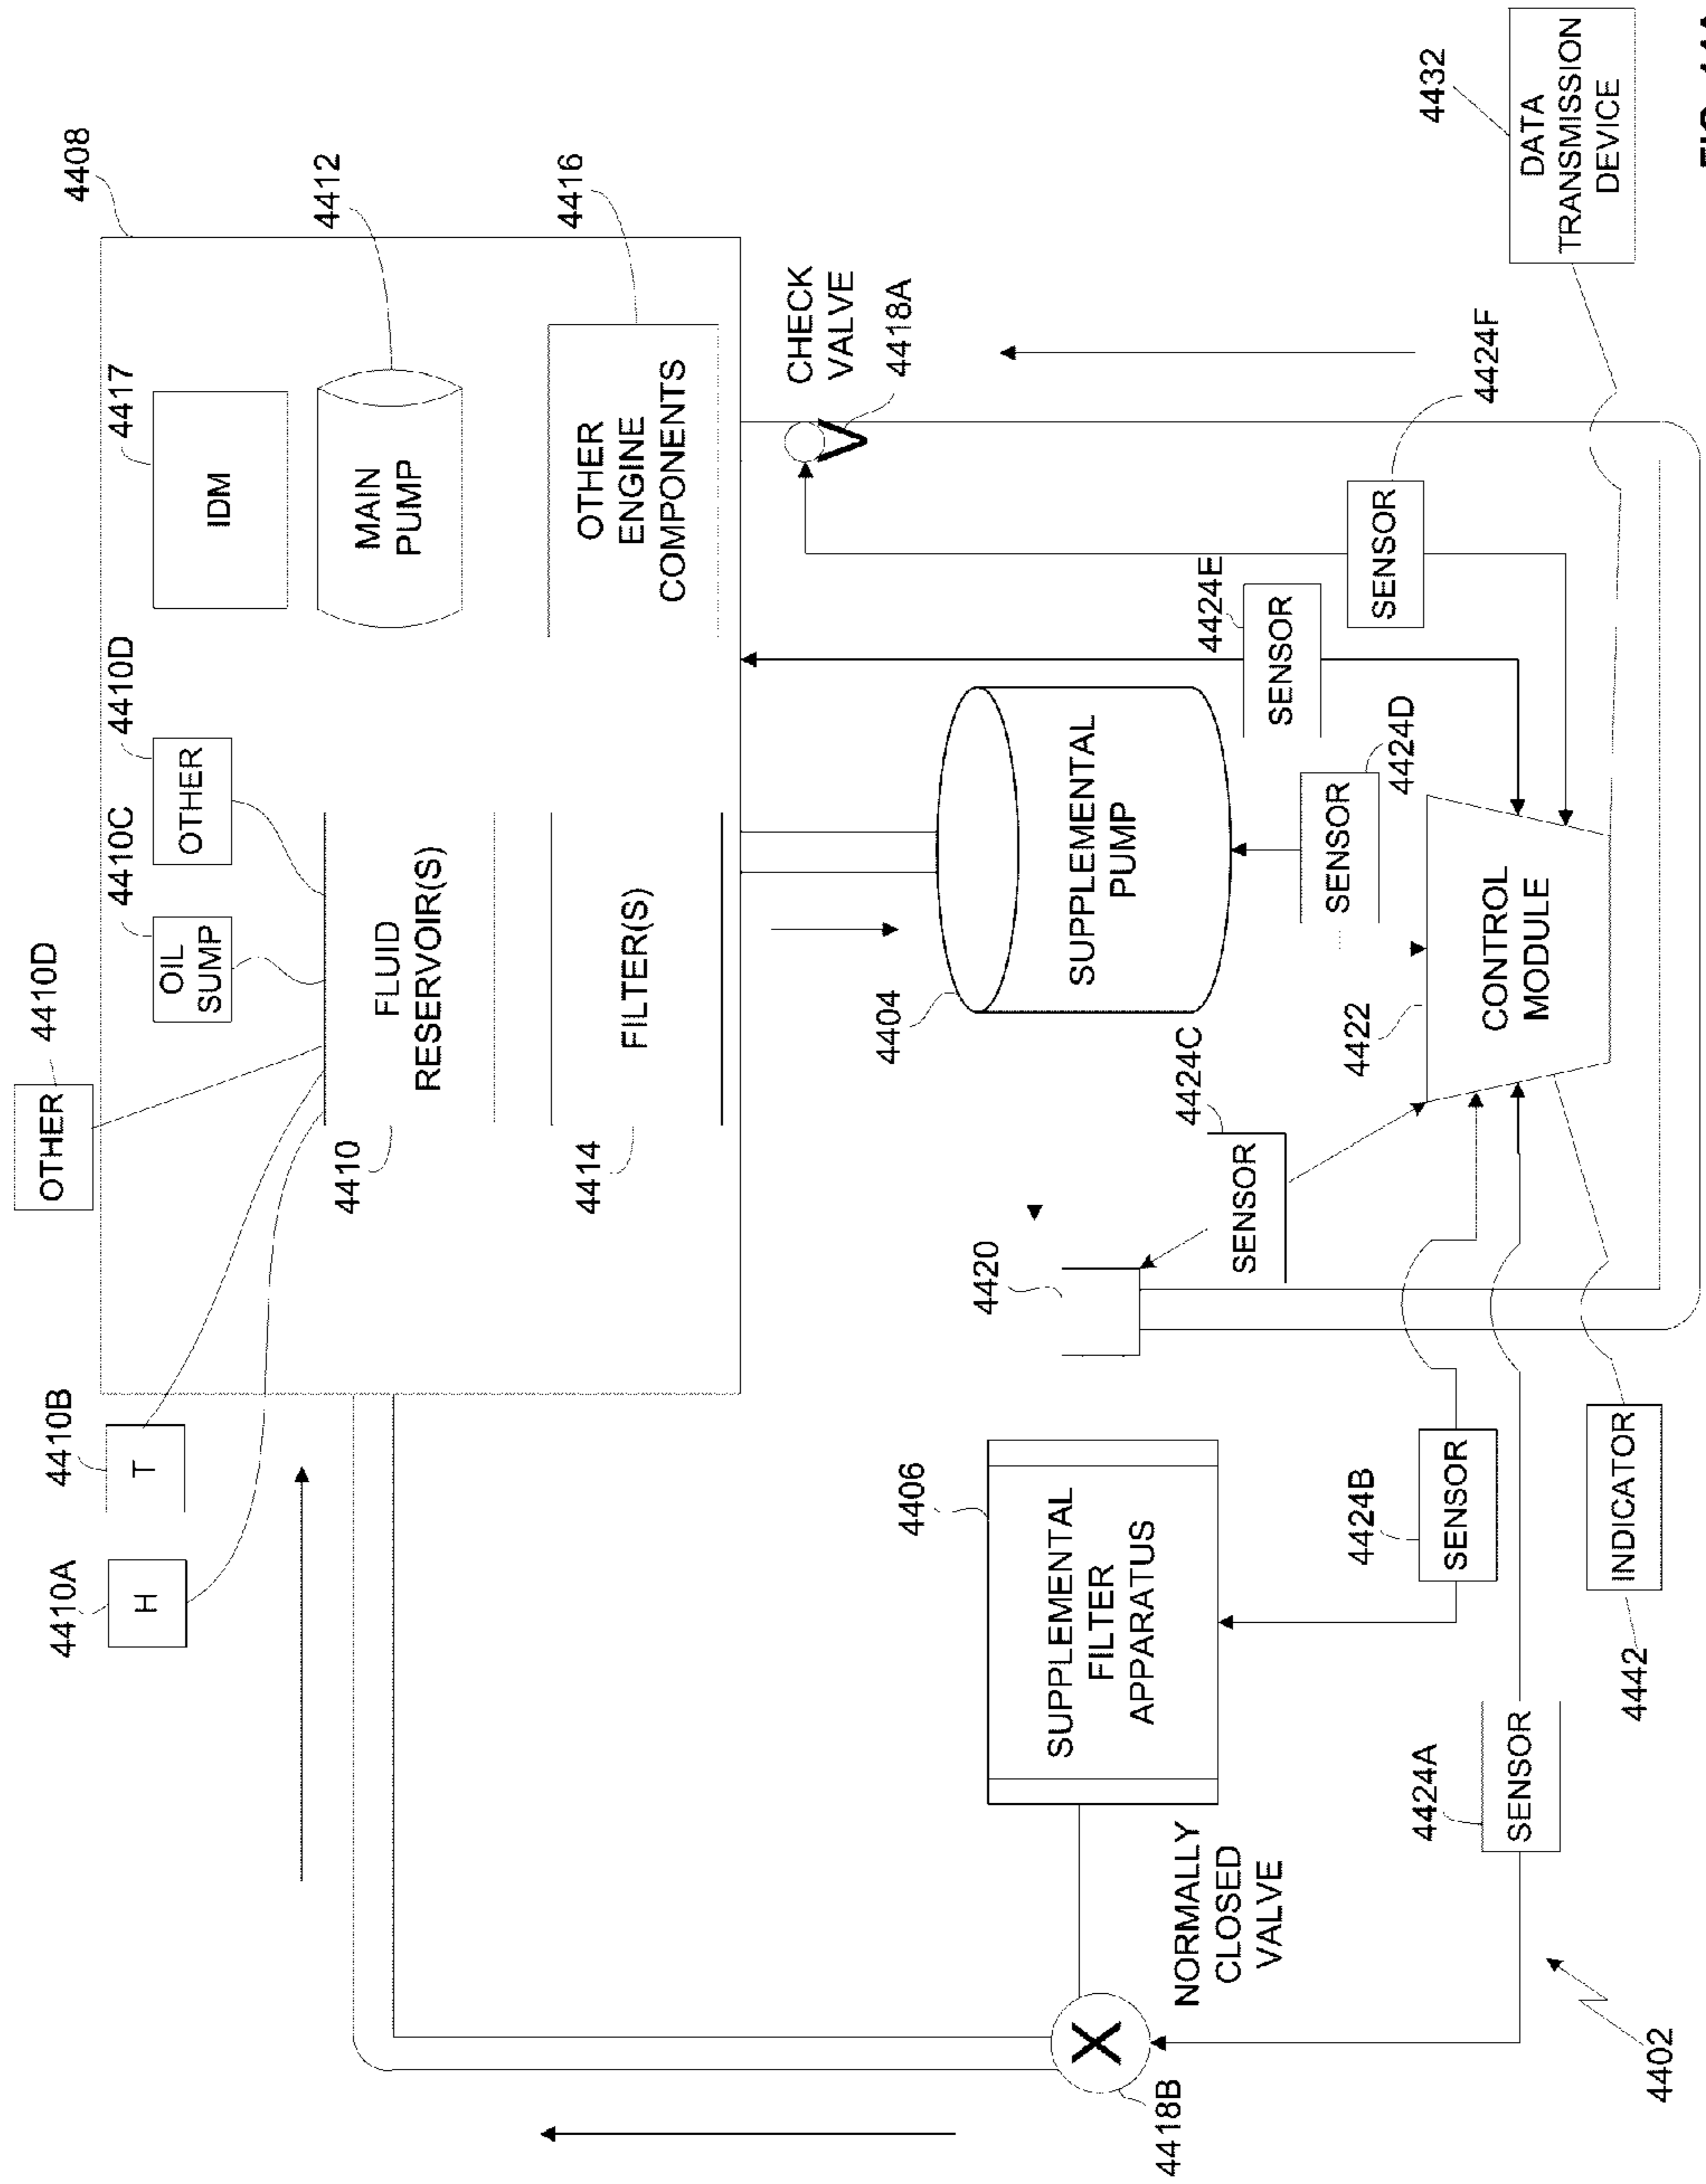 4410A
H
4410B
T
OTHER
4410D
4410C
OIL
SUMP
4410D
OTHER
4417
IDM
4408
4412
MAIN
PUMP
4410
FLUID
RESERVOIR(S)
4414
FILTER(S)
4416
OTHER
ENGINE
COMPONENTS
CHECK
VALVE
4418A
4406
SUPPLEMENTAL
FILTER
APPARATUS
4420
4404
SUPPLEMENTAL
PUMP
4418B
NORMALLY
CLOSED
VALVE
4424C
SENSOR
4424E
SENSOR
4424D
SENSOR
4424F
SENSOR
4424B
SENSOR
4424A
SENSOR
4422
CONTROL
MODULE
4432
DATA
TRANSMISSION
DEVICE
4442
INDICATOR
4402